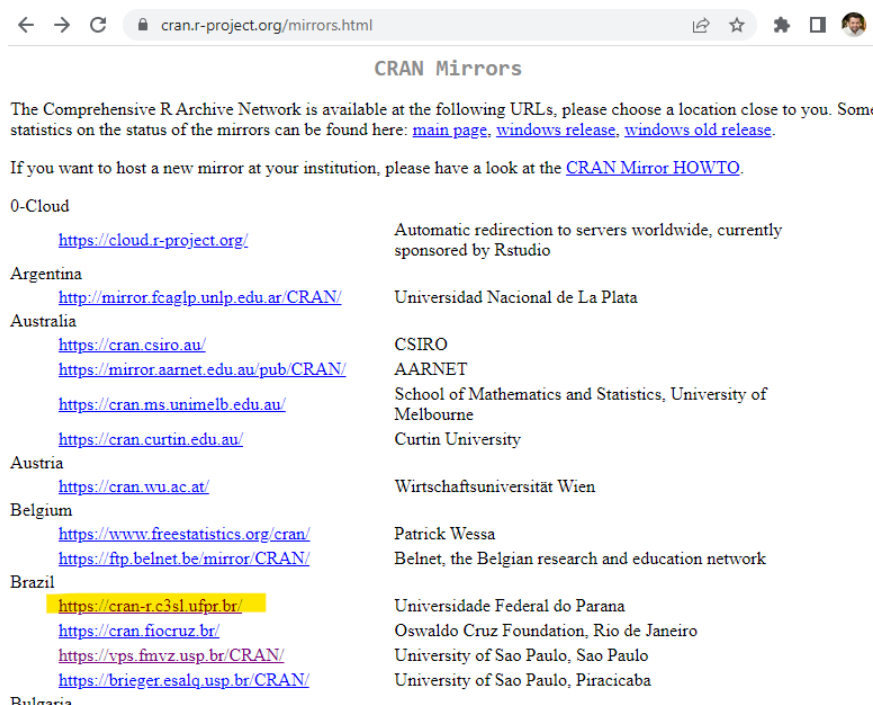 cran.r-project.org/mirrors.html
CRAN Mirrors
The Comprehensive R Archive Network is available at the following URLs, please choose a location close to you. Some
statistics on the status of the mirrors can be found here: main page, windows release, windows old release.
If you want to host a new mirror at your institution, please have a look at the CRAN Mirror HOWTO.
0-Cloud
https://cloud.r-project.org/ Automatic redirection to servers worldwide, currently
sponsored by Rstudio
Argentina
http://mirror.fcaglp.unlp.edu.ar/CRAN/ Universidad Nacional de La Plata
Australia
https://cran.csiro.au/ CSIRO
https://mirror.aarnet.edu.au/pub/CRAN/ AARNET
https://cran.ms.unimelb.edu.au/ School of Mathematics and Statistics, University of
Melbourne
https://cran.curtin.edu.au/ Curtin University
Austria
https://cran.wu.ac.at/ Wirtschaftsuniversität Wien
Belgium
https://www.freestatistics.org/cran/ Patrick Wessa
https://ftp.belnet.be/mirror/CRAN/ Belnet, the Belgian research and education network
Brazil
https://cran-r.c3sl.ufpr.br/ Universidade Federal do Parana
https://cran.fiocruz.br/ Oswaldo Cruz Foundation, Rio de Janeiro
https://vps.fmvz.usp.br/CRAN/ University of Sao Paulo, Sao Paulo
https://brieger.esalq.usp.br/CRAN/ University of Sao Paulo, Piracicaba
Bulgaria